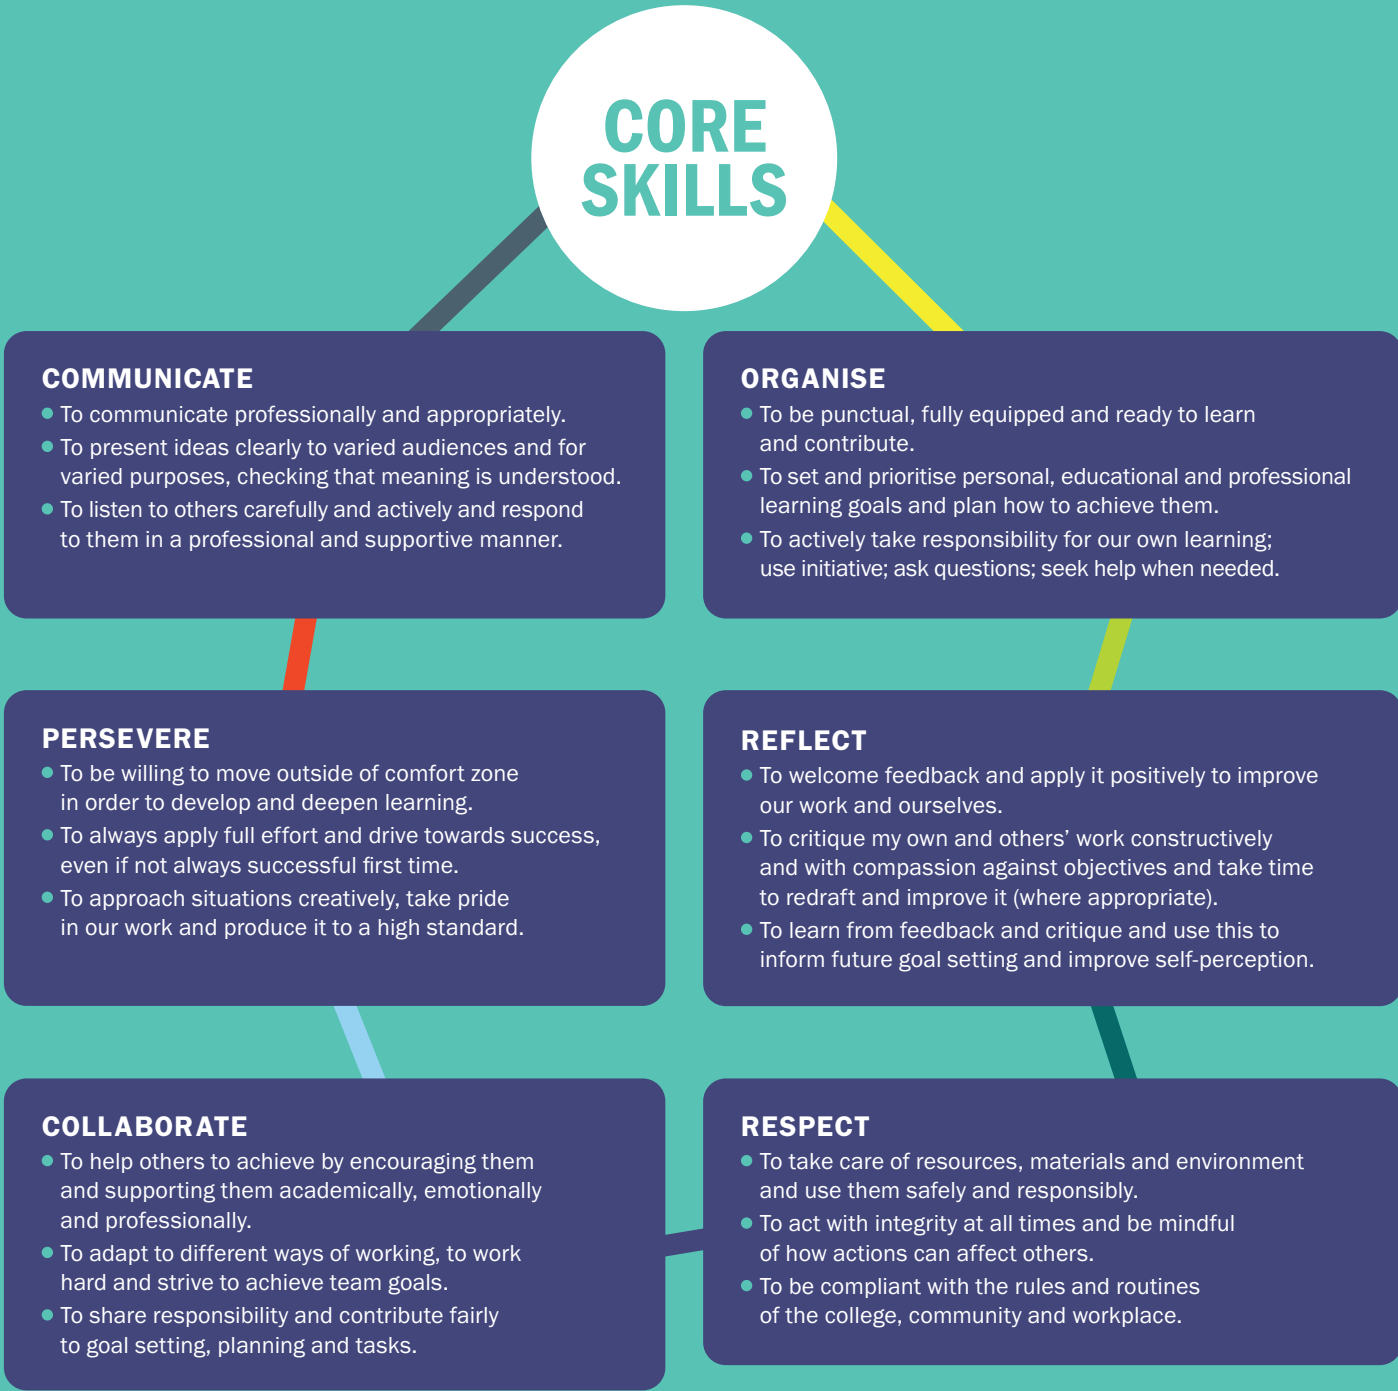 CORE
SKILLS
COMMUNICATE
• To communicate professionally and appropriately.
• To present ideas clearly to varied audiences and for
varied purposes, checking that meaning is understood.
• To listen to others carefully and actively and respond
to them in a professional and supportive manner.
ORGANISE
• To be punctual, fully equipped and ready to learn
and contribute.
• To set and prioritise personal, educational and professional
learning goals and plan how to achieve them.
• To actively take responsibility for our own learning;
use initiative; ask questions; seek help when needed.
PERSEVERE
• To be willing to move outside of comfort zone
in order to develop and deepen learning.
• To always apply full effort and drive towards success,
even if not always successful first time.
• To approach situations creatively, take pride
in our work and produce it to a high standard.
REFLECT
• To welcome feedback and apply it positively to improve
our work and ourselves.
• To critique my own and others’ work constructively
and with compassion against objectives and take time
to redraft and improve it (where appropriate).
• To learn from feedback and critique and use this to
inform future goal setting and improve self-perception.
COLLABORATE
• To help others to achieve by encouraging them
and supporting them academically, emotionally
and professionally.
• To adapt to different ways of working, to work
hard and strive to achieve team goals.
• To share responsibility and contribute fairly
to goal setting, planning and tasks.
RESPECT
• To take care of resources, materials and environment
and use them safely and responsibly.
• To act with integrity at all times and be mindful
of how actions can affect others.
• To be compliant with the rules and routines
of the college, community and workplace.